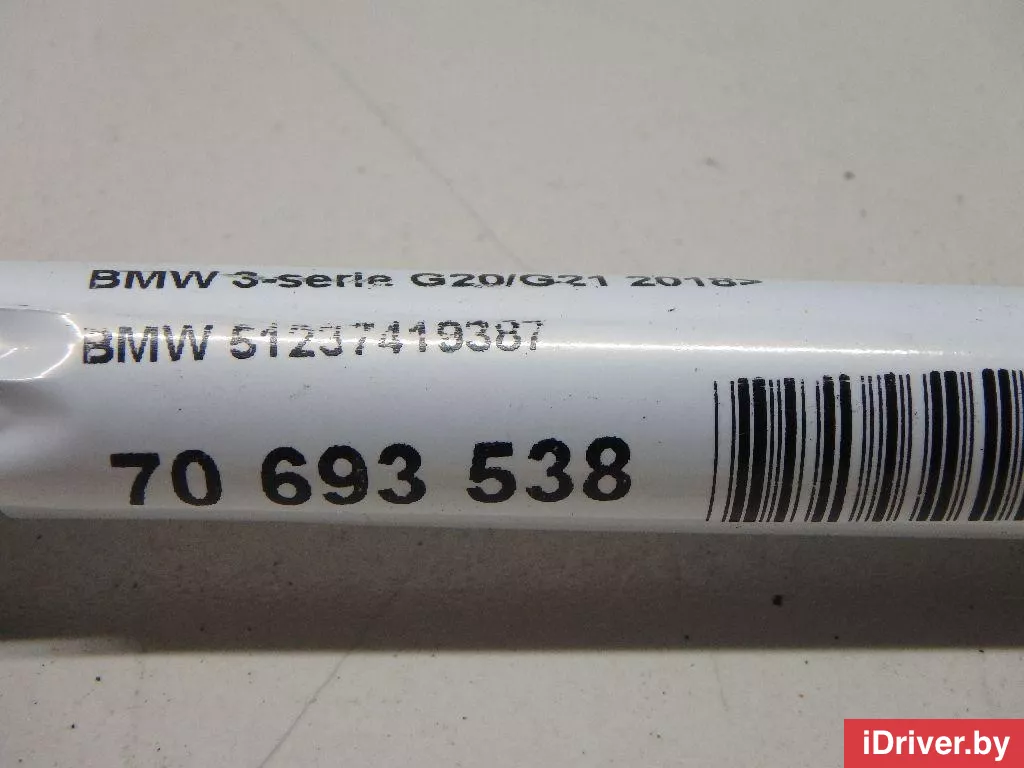 BMW 3-serie G20/G21 2018>
BMW 51237419387
70 693 538
iDriver.by